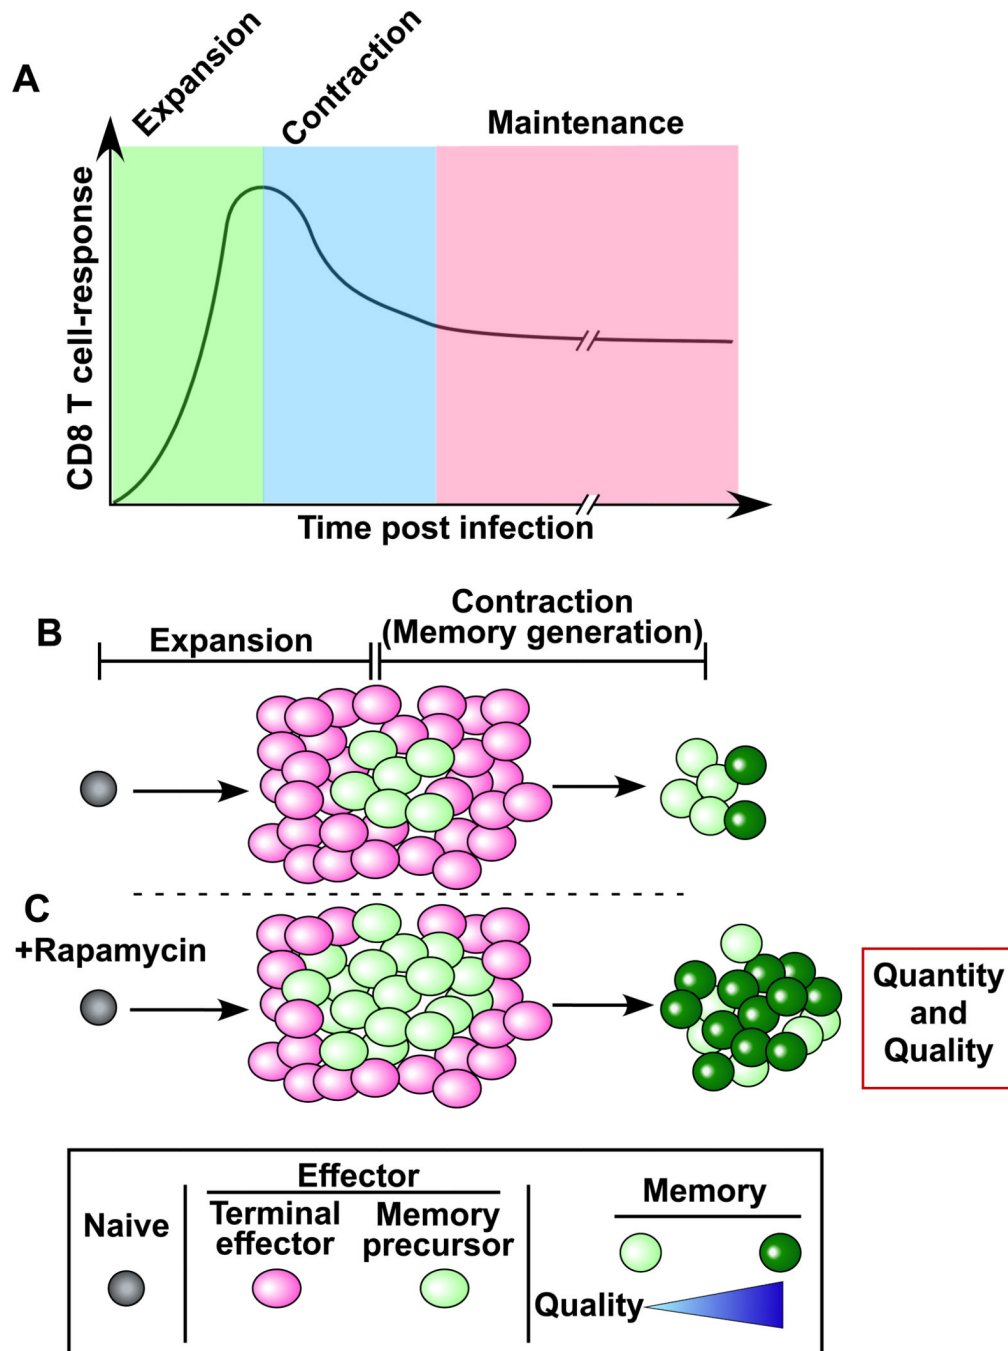 A
Expansion
Contraction
Maintenance
CD8 T cell-response
Time post infection
B
Expansion
Contraction
(Memory generation)
C
+Rapamycin
Quantity
and
Quality
Naive
Effector
Terminal
effector
Memory
precursor
Memory
Quality